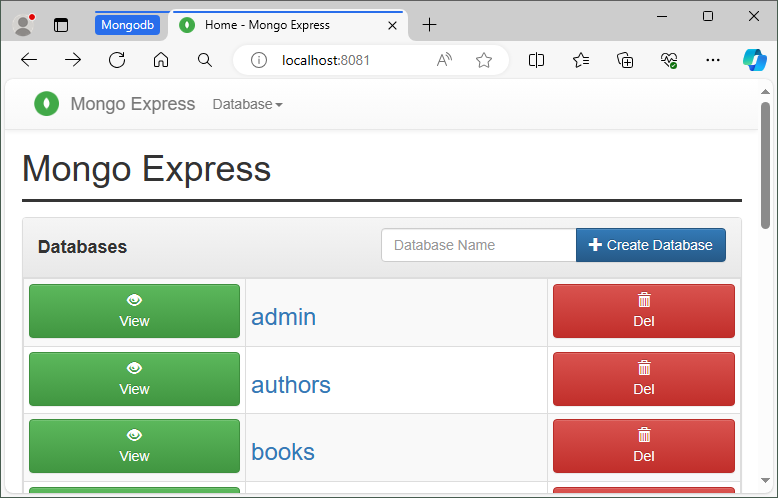 Mongodb
Home - Mongo Express
localhost:8081
Mongo Express Database
Mongo Express
Databases
Database Name
Create Database
View
admin
Del
View
authors
Del
View
books
Del